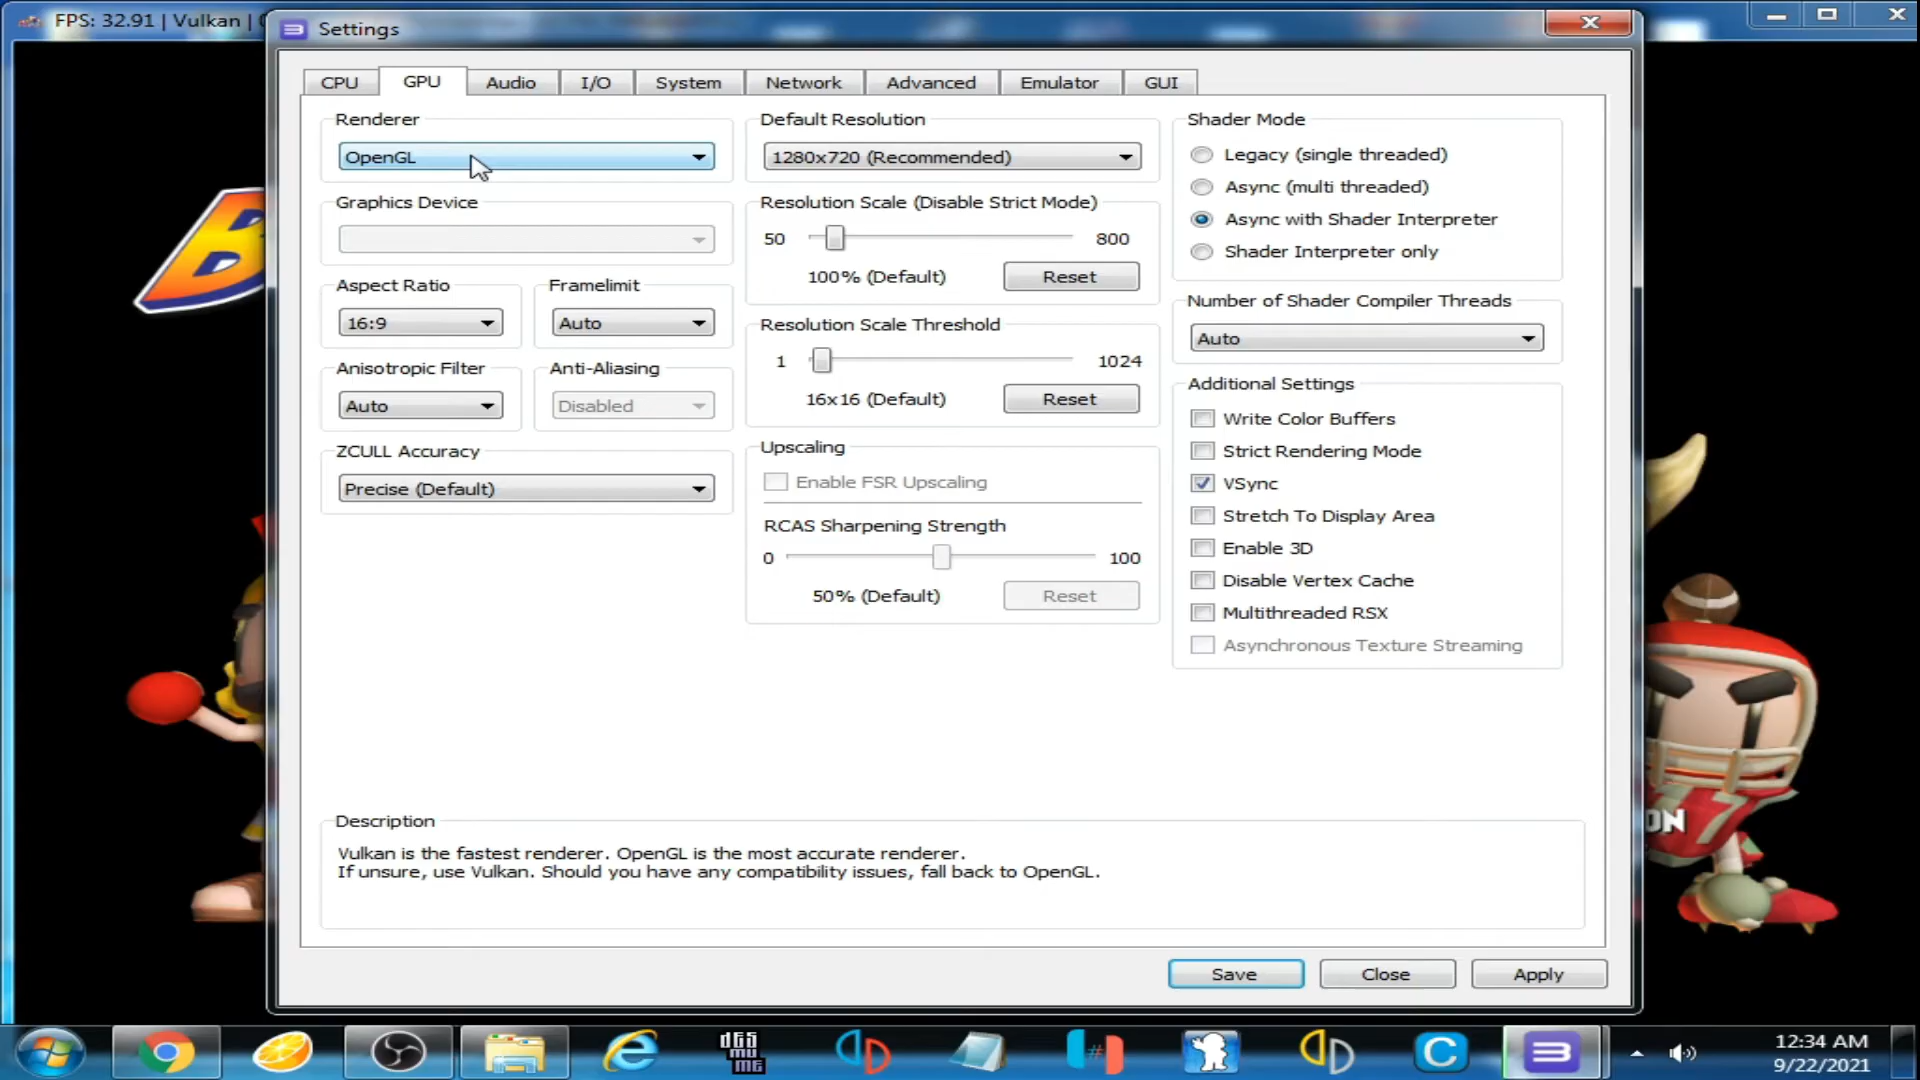 FPS: 32.91 | Vulkan |
Settings
CPU GPU Audio I/O System Network Advanced Emulator GUI
Renderer
OpenGL
Graphics Device
Aspect Ratio
16:9
Framelimit
Auto
Anisotropic Filter
Auto
Anti-Aliasing
Disabled
ZCULL Accuracy
Precise (Default)
Default Resolution
1280x720 (Recommended)
Resolution Scale (Disable Strict Mode)
50 800
100% (Default) Reset
Resolution Scale Threshold
1 1024
16x16 (Default) Reset
Upscaling
Enable FSR Upscaling
RCAS Sharpening Strength
0 100
50% (Default) Reset
Shader Mode
Legacy (single threaded)
Async (multi threaded)
Async with Shader Interpreter
Shader Interpreter only
Number of Shader Compiler Threads
Auto
Additional Settings
Write Color Buffers
Strict Rendering Mode
VSync
Stretch To Display Area
Enable 3D
Disable Vertex Cache
Multithreaded RSX
Asynchronous Texture Streaming
Description
Vulkan is the fastest renderer. OpenGL is the most accurate renderer.
If unsure, use Vulkan. Should you have any compatibility issues, fall back to OpenGL.
Save Close Apply
12:34 AM
9/22/2021